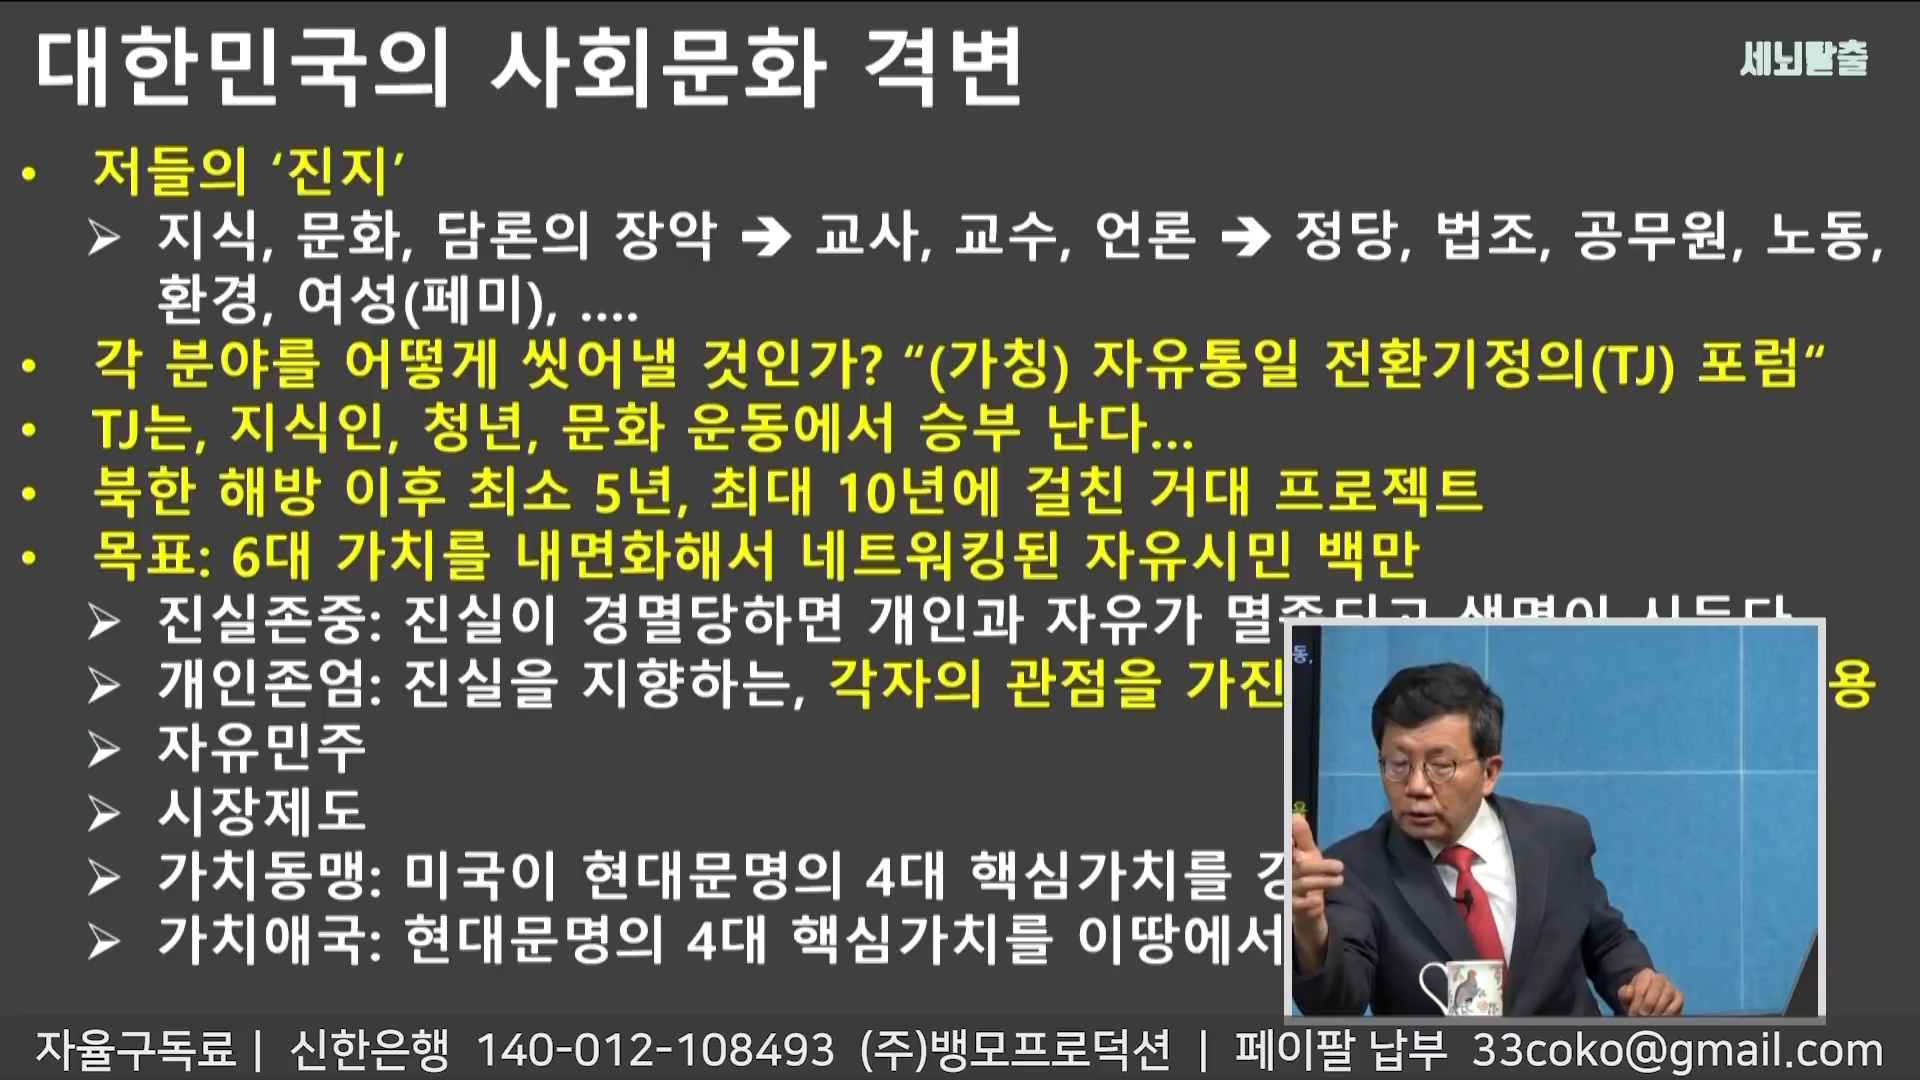 대한민국의 사회문화 격변
세뇌탈출
• 저들의 ‘진지’
➢ 지식, 문화, 담론의 장악 ➔ 교사, 교수, 언론 ➔ 정당, 법조, 공무원, 노동,
환경, 여성(페미), ....
• 각 분야를 어떻게 씻어낼 것인가? “(가칭) 자유통일 전환기정의(TJ) 포럼“
• TJ는, 지식인, 청년, 문화 운동에서 승부 난다...
• 북한 해방 이후 최소 5년, 최대 10년에 걸친 거대 프로젝트
• 목표: 6대 가치를 내면화해서 네트워킹된 자유시민 백만
➢ 진실존중: 진실이 경멸당하면 개인과 자유가
➢ 개인존엄: 진실을 지향하는, 각자의 관점을 가진 용
➢ 자유민주
➢ 시장제도
➢ 가치동맹: 미국이 현대문명의 4대 핵심가치를
➢ 가치애국: 현대문명의 4대 핵심가치를 이땅에서
동,
자율구독료 | 신한은행 140-012-108493 (주)뱅모프로덕션 | 페이팔 납부 33coko@gmail.com